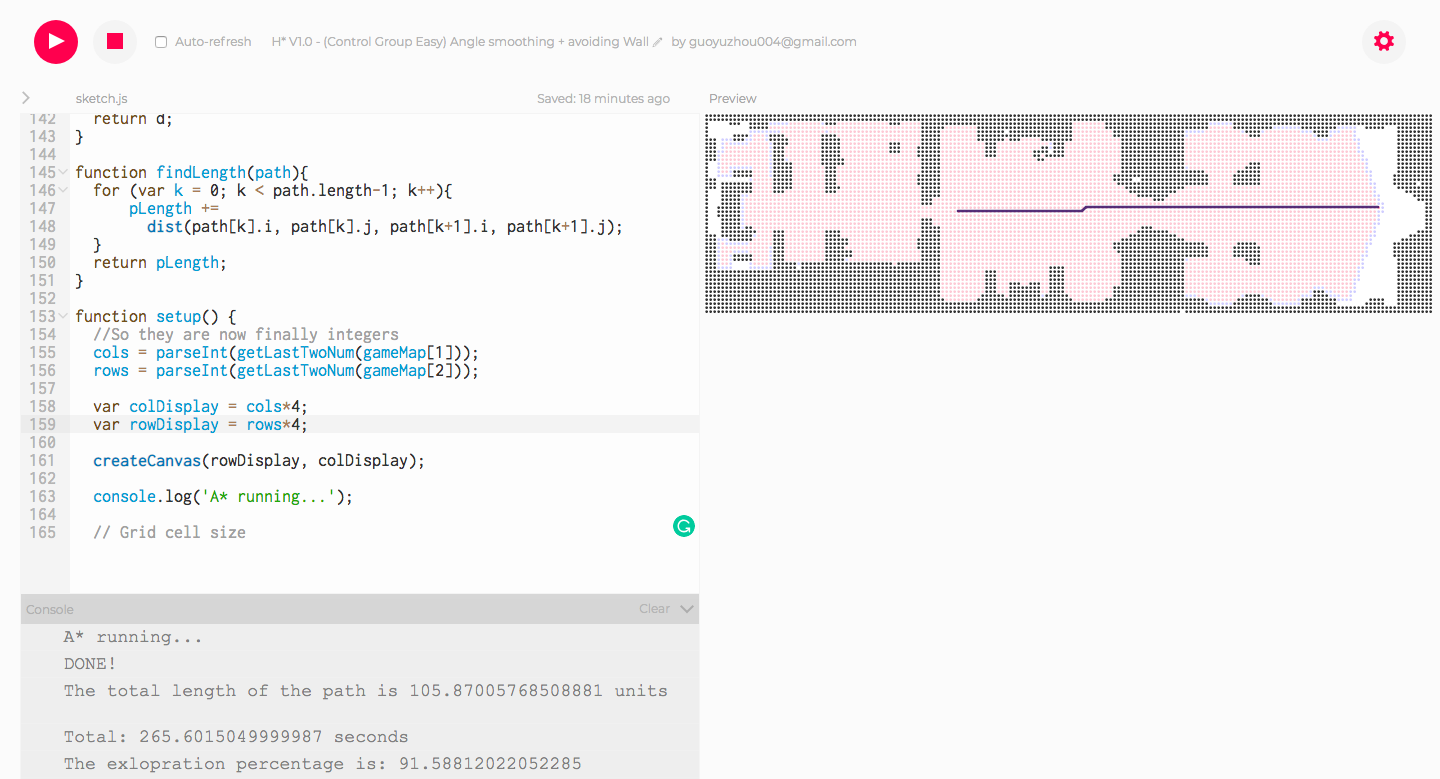 Auto-refresh H* V1.0 - (Control Group Easy) Angle smoothing + avoiding Wall by guoyuzhou004@gmail.com
sketch.js Saved: 18 minutes ago Preview
142 return d;
143 }
144
145 function findLength(path){
146 for (var k = 0; k < path.length-1; k++){
147 pLength +=
148 dist(path[k].i, path[k].j, path[k+1].i, path[k+1].j);
149 }
150 return pLength;
151 }
152
153 function setup() {
154 //So they are now finally integers
155 cols = parseInt(getLastTwoNum(gameMap[1]));
156 rows = parseInt(getLastTwoNum(gameMap[2]));
157
158 var colDisplay = cols*4;
159 var rowDisplay = rows*4;
160
161 createCanvas(rowDisplay, colDisplay);
162
163 console.log('A* running...');
164
165 // Grid cell size
Console Clear
A* running...
DONE!
The total length of the path is 105.87005768508881 units
Total: 265.6015049999987 seconds
The exlopration percentage is: 91.58812022052285